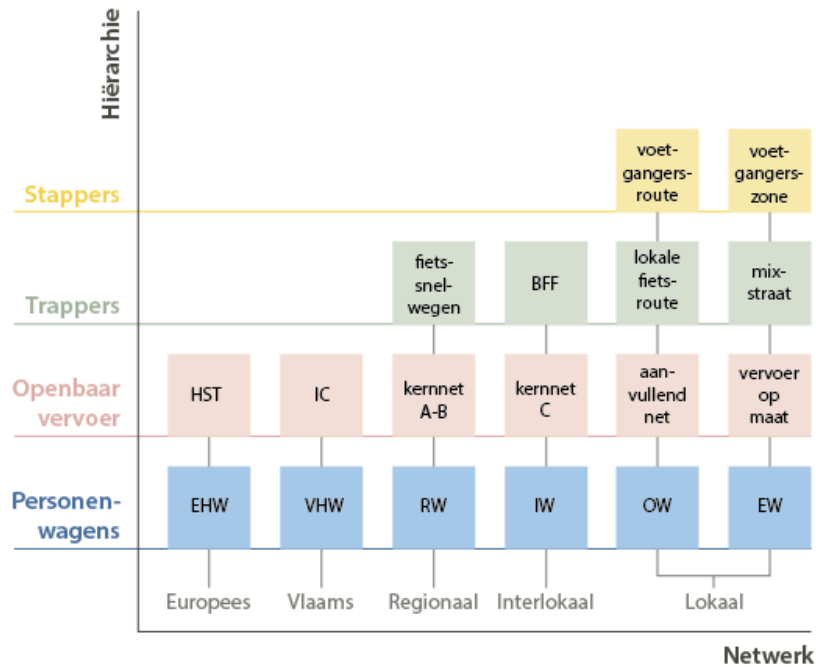 Hiërarchie
Stappers
voet-
gangers-
route
voet-
gangers-
zone
Trappers
fiets-
snel-
wegen
BFF
lokale
fiets-
route
mix-
straat
Openbaar
vervoer
HST
IC
kernnet
A-B
kernnet
C
aan-
vullend
net
vervoer
op
maat
Personen-
wagens
EHW
VHW
RW
IW
OW
EW
Europees
Vlaams
Regionaal
Interlokaal
Lokaal
Netwerk